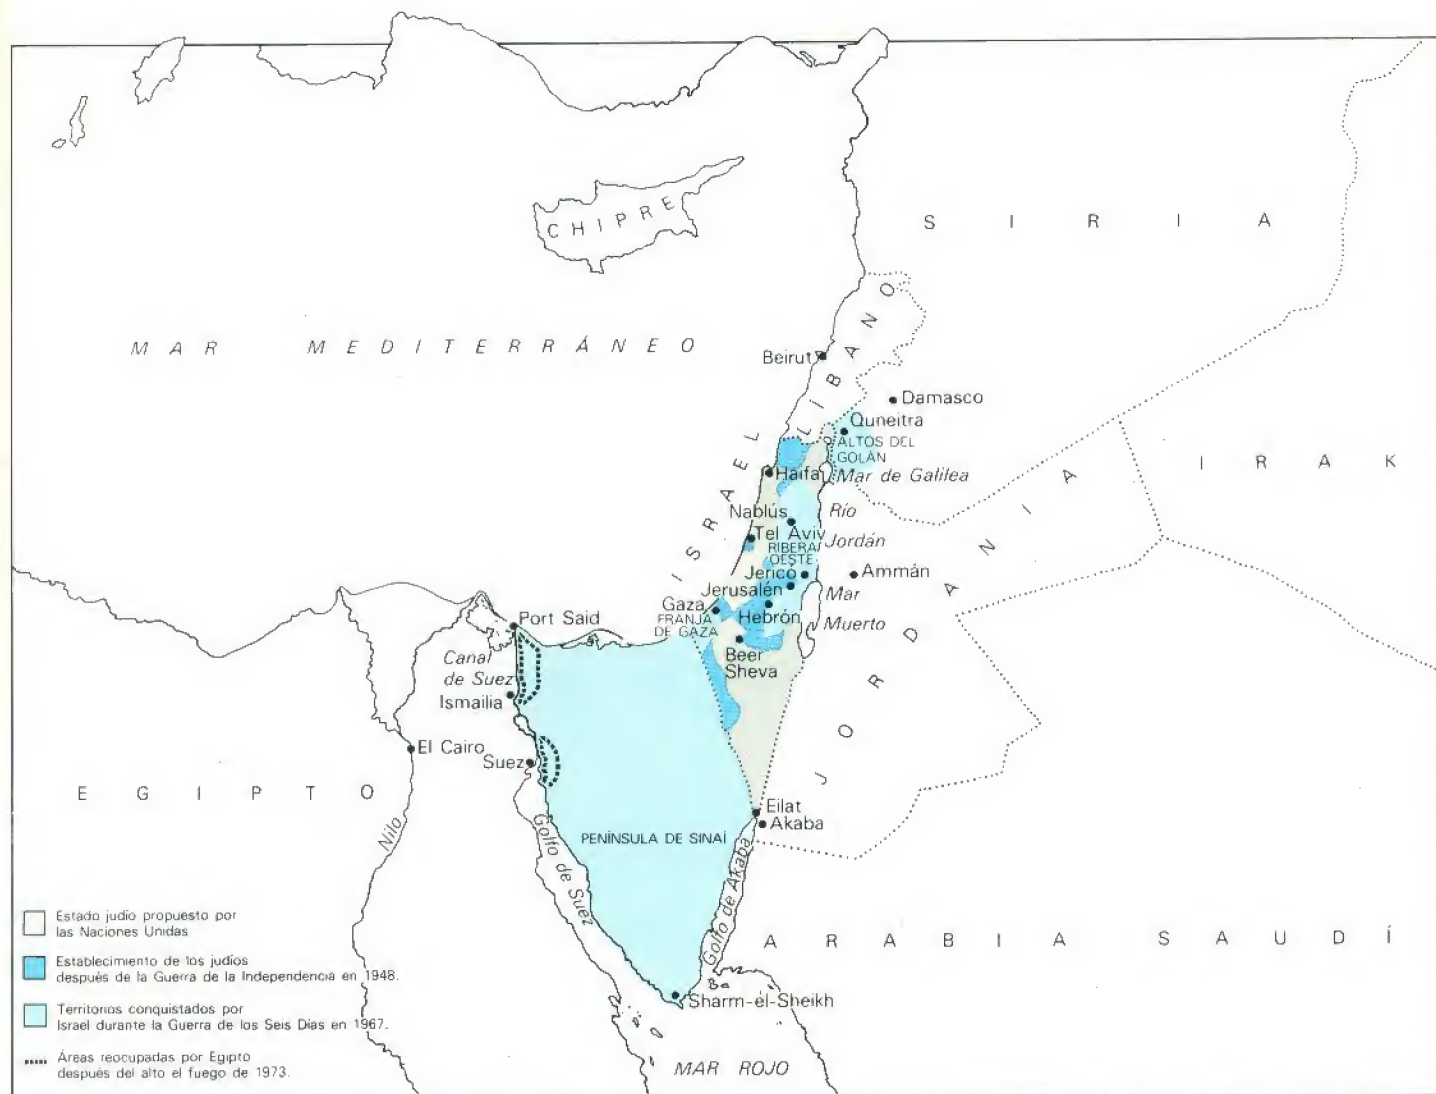 CHIPRE
SIRIA
MAR MEDITERRÁNEO
LÍBANO
Beirut
Damasco
Quneitra
ALTOS DEL
GOLÁN
ISRAEL
Haifa
Mar de Galilea
IRAK
Nablús
Río
Jordán
Tel Aviv
RIBERA
OESTE
JORDANIA
Jericó
Ammán
Jerusalén
Mar
Muerto
Gaza
FRANJA
DE GAZA
Hebrón
Port Said
Beer
Sheva
Canal
de Suez
Ismailia
El Cairo
Suez
EGIPTO
Nilo
Eilat
Akaba
PENÍNSULA DE SINAÍ
Golfo de Suez
Golfo de Akaba
ARABIA SAUDÍ
Sharm-el-Sheikh
MAR ROJO
Estado judío propuesto por
las Naciones Unidas
Establecimiento de los judíos
después de la Guerra de la Independencia en 1948.
Territorios conquistados por
Israel durante la Guerra de los Seis Días en 1967.
Áreas reocupadas por Egipto
después del alto el fuego de 1973.